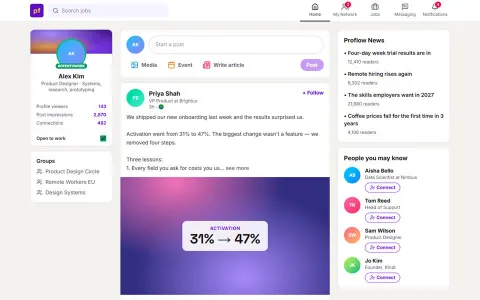 pf
Search jobs
Home
My Network
Jobs
Messaging
Notifications
AK
#OPENTOWORK
Alex Kim
Product Designer · Systems, research, prototyping
Profile viewers 143
Post impressions 2,870
Connections 482
Open to work
Groups
Product Design Circle
Remote Workers EU
Design Systems
AK
Start a post
Media
Event
Write article
Post
PS
Priya Shah
VP Product at Brightco
3h
+ Follow
We shipped our new onboarding last week and the results surprised us.
Activation went from 31% to 47%. The biggest change wasn't a feature — we
removed four steps.
Three lessons:
1. Every field you ask for costs you us... see more
ACTIVATION
31% → 47%
Proflow News
• Four-day week trial results are in
12,410 readers
• Remote hiring rises again
8,302 readers
• The skills employers want in 2027
21,880 readers
• Coffee prices fall for the first time in 3
years
4,106 readers
People you may know
AB
Aisha Bello
Data Scientist at Nimbus
Connect
TR
Tom Reed
Head of Support
Connect
SW
Sam Wilson
Product Designer
Connect
JK
Jo Kim
Founder, Kindl
Connect